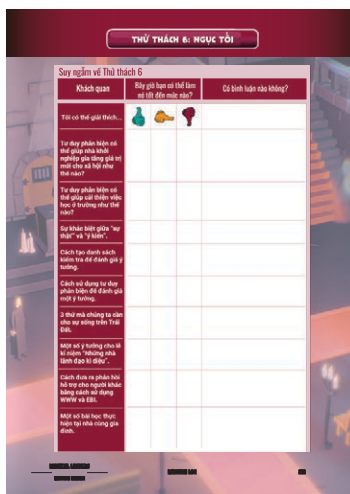 THỬ THÁCH 6: NGỤC TỐI
Suy ngẫm về Thử thách 6
Khách quan
Bây giờ bạn có thể làm
nó tốt đến mức nào?
Có bình luận nào không?
Tôi có thể giải thích...
Tư duy phản biện có
thể giúp nhà khởi
nghiệp gia tăng giá trị
mới cho xã hội như
thế nào?
Tư duy phản biện có
thể giúp cải thiện việc
học ở trường như thế
nào?
Sự khác biệt giữa "sự
thật" và "ý kiến".
Cách tạo danh sách
kiểm tra để đánh giá ý
tưởng.
Cách sử dụng tư duy
phản biện để đánh giá
một ý tưởng.
3 thứ mà chúng ta cần
cho sự sống trên Trái
Đất.
Một số ý tưởng cho lễ
kỉ niệm "Những nhà
lãnh đạo kì diệu".
Cách đưa ra phản hồi
hỗ trợ cho người khác
bằng cách sử dụng
WWW và EBI.
Một số bài học thực
hiện tại nhà cùng gia
đình.